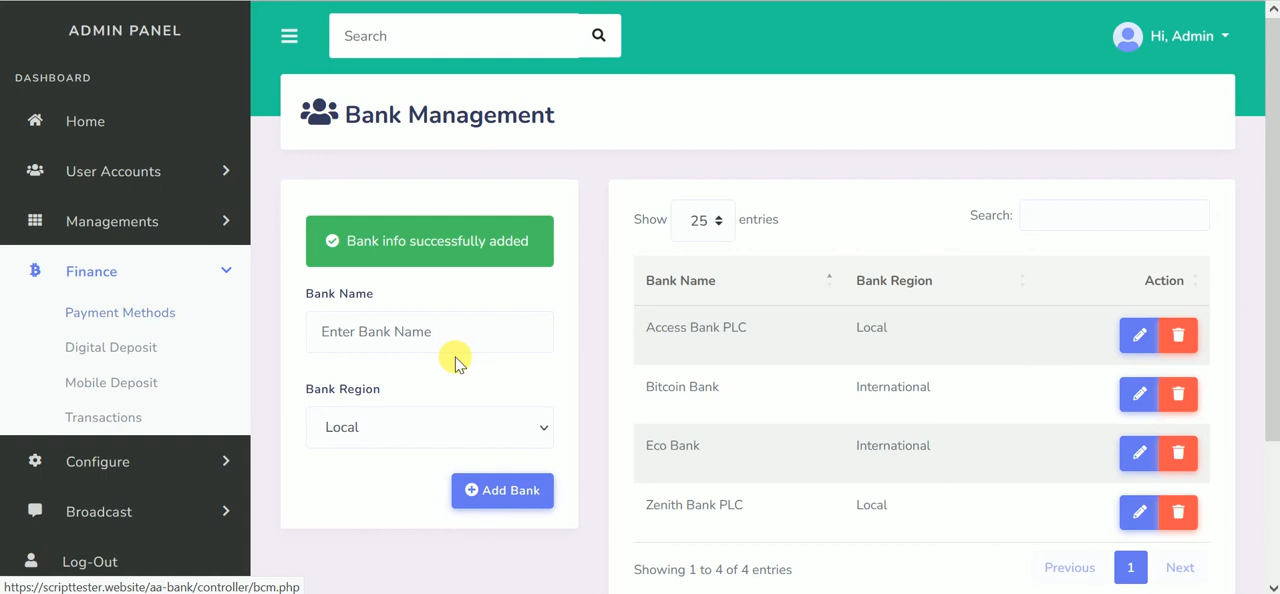 ADMIN PANEL
DASHBOARD
Home
User Accounts
Managements
Finance
Payment Methods
Digital Deposit
Mobile Deposit
Transactions
Configure
Broadcast
Log-Out
https://scripttester.website/aa-bank/controller/bcm.php
Search
Hi, Admin
Bank Management
Bank info successfully added
Bank Name
Enter Bank Name
Bank Region
Local
Add Bank
Show 25 entries
Search:
Bank Name Bank Region Action
Access Bank PLC Local
Bitcoin Bank International
Eco Bank International
Zenith Bank PLC Local
Showing 1 to 4 of 4 entries
Previous 1 Next